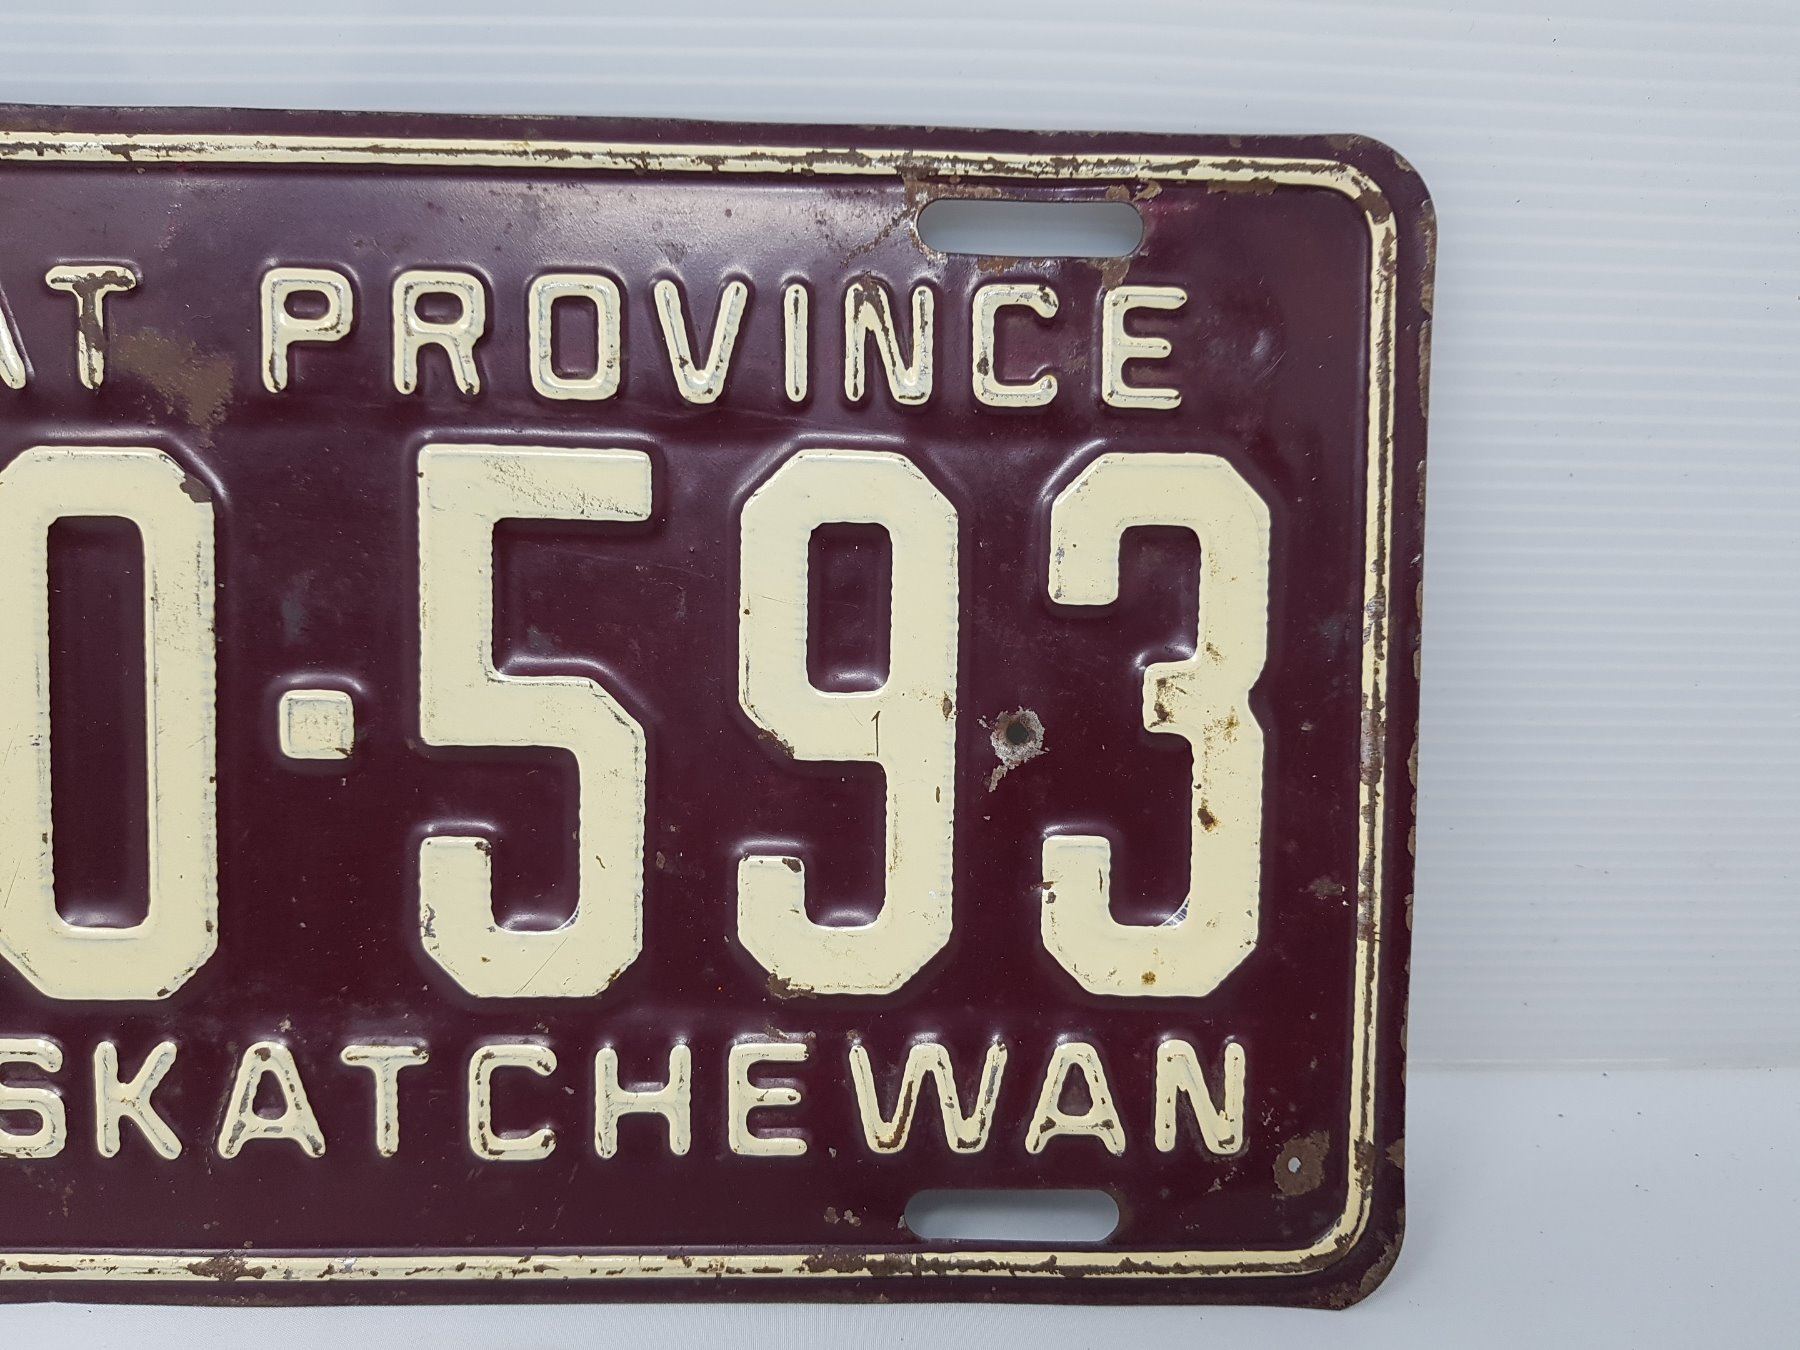 AT PROVINCE
0·593
SKATCHEWAN